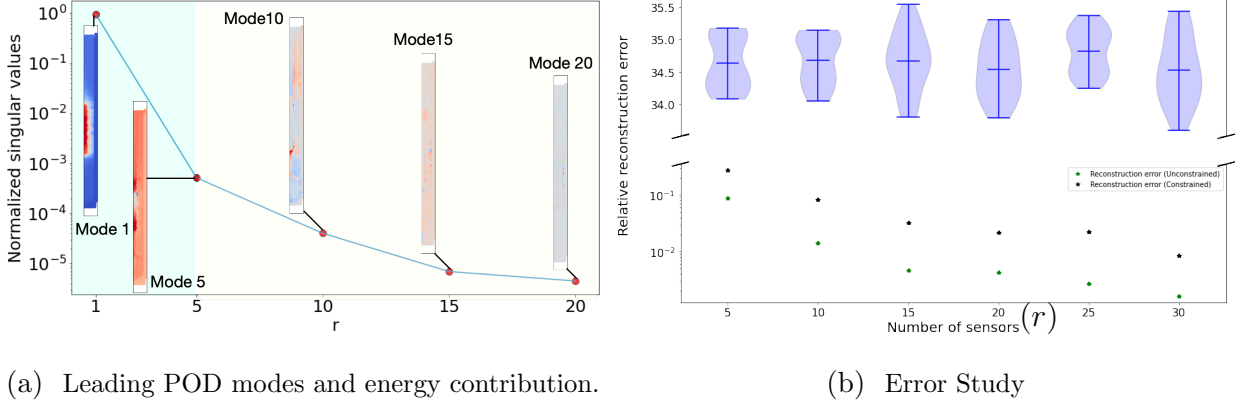 Normalized singular values
10⁰
10⁻¹
10⁻²
10⁻³
10⁻⁴
10⁻⁵
Mode 1
Mode 5
Mode10
Mode15
Mode 20
1 5 10 15 20
r
(a) Leading POD modes and energy contribution.
Relative reconstruction error
35.5
35.0
34.5
34.0
10⁻¹
10⁻²
Reconstruction error (Unconstrained)
Reconstruction error (Constrained)
5 10 15 20 25 30
Number of sensors (r)
(b) Error Study